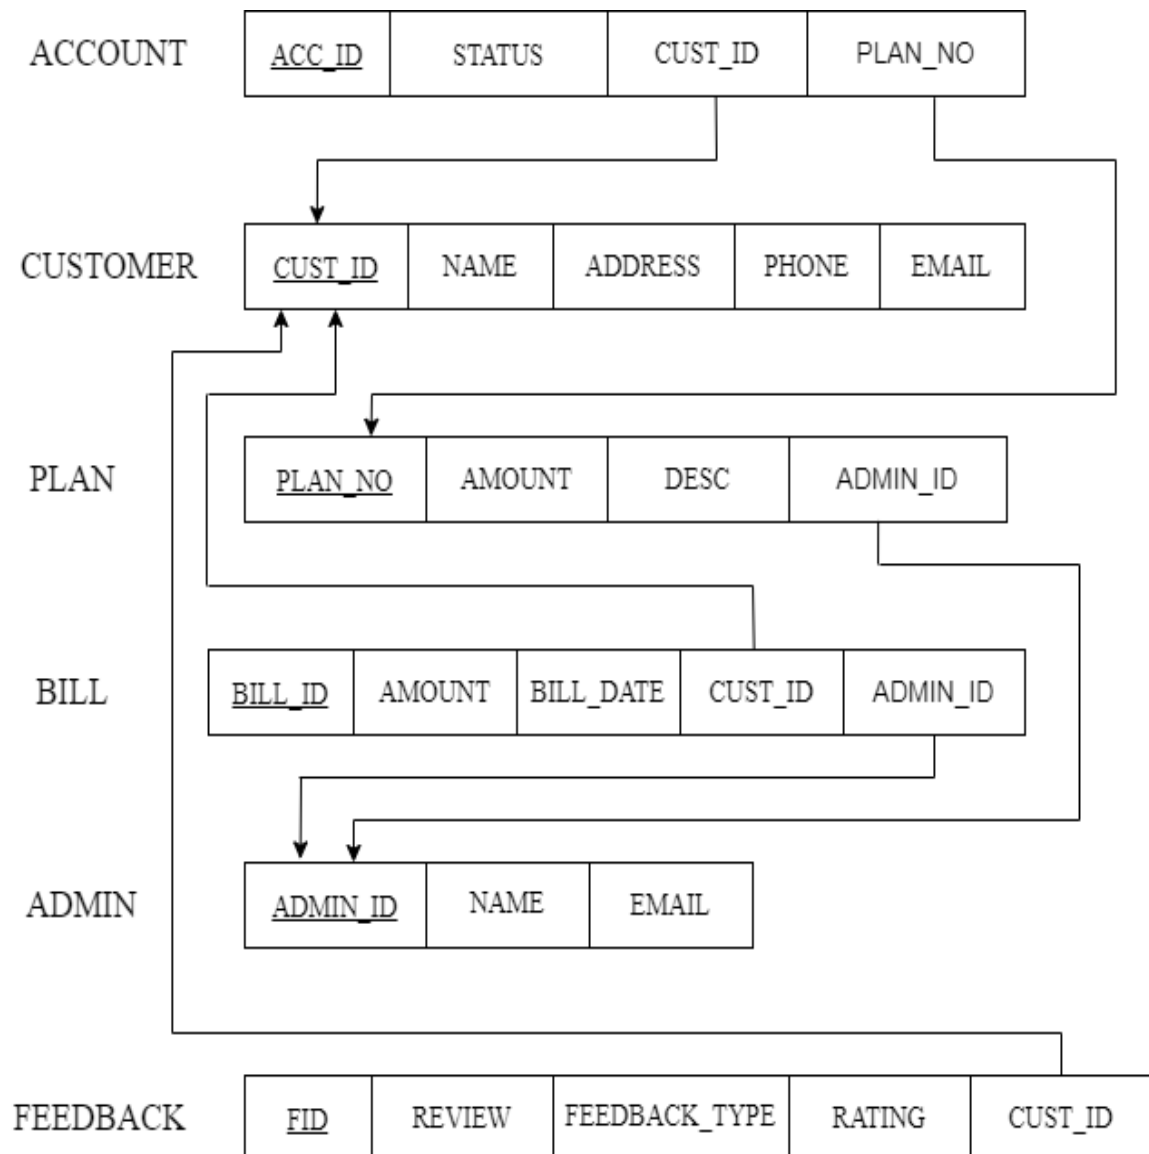 ACCOUNT ACC_ID STATUS CUST_ID PLAN_NO
CUSTOMER CUST_ID NAME ADDRESS PHONE EMAIL
PLAN PLAN_NO AMOUNT DESC ADMIN_ID
BILL BILL_ID AMOUNT BILL_DATE CUST_ID ADMIN_ID
ADMIN ADMIN_ID NAME EMAIL
FEEDBACK FID REVIEW FEEDBACK_TYPE RATING CUST_ID